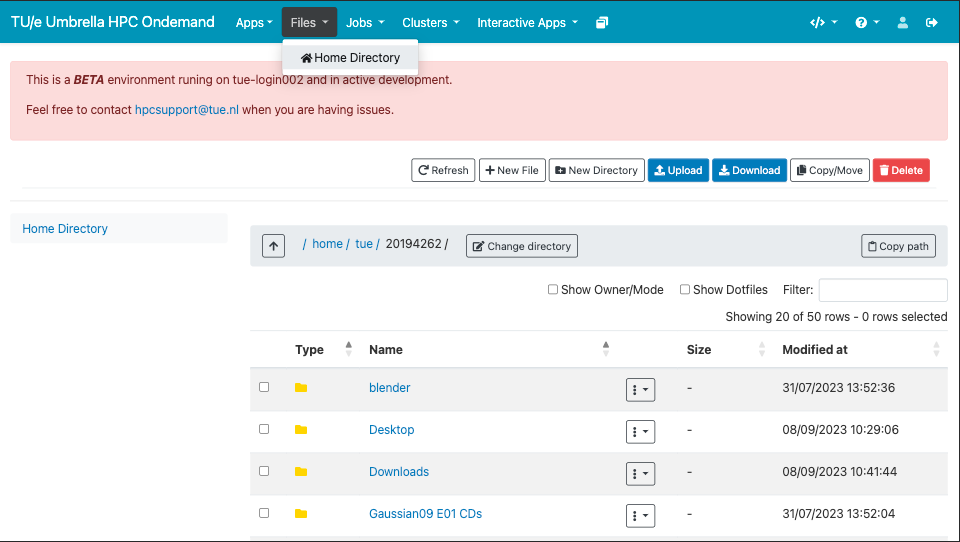 TU/e Umbrella HPC Ondemand Apps Files Jobs Clusters Interactive Apps
Home Directory
This is a BETA environment runing on tue-login002 and in active development.
Feel free to contact hpcsupport@tue.nl when you are having issues.
Refresh New File New Directory Upload Download Copy/Move Delete
Home Directory
/ home / tue / 20194262 / Change directory Copy path
Show Owner/Mode Show Dotfiles Filter:
Showing 20 of 50 rows - 0 rows selected
Type Name Size Modified at
blender - 31/07/2023 13:52:36
Desktop - 08/09/2023 10:29:06
Downloads - 08/09/2023 10:41:44
Gaussian09 E01 CDs - 31/07/2023 13:52:04